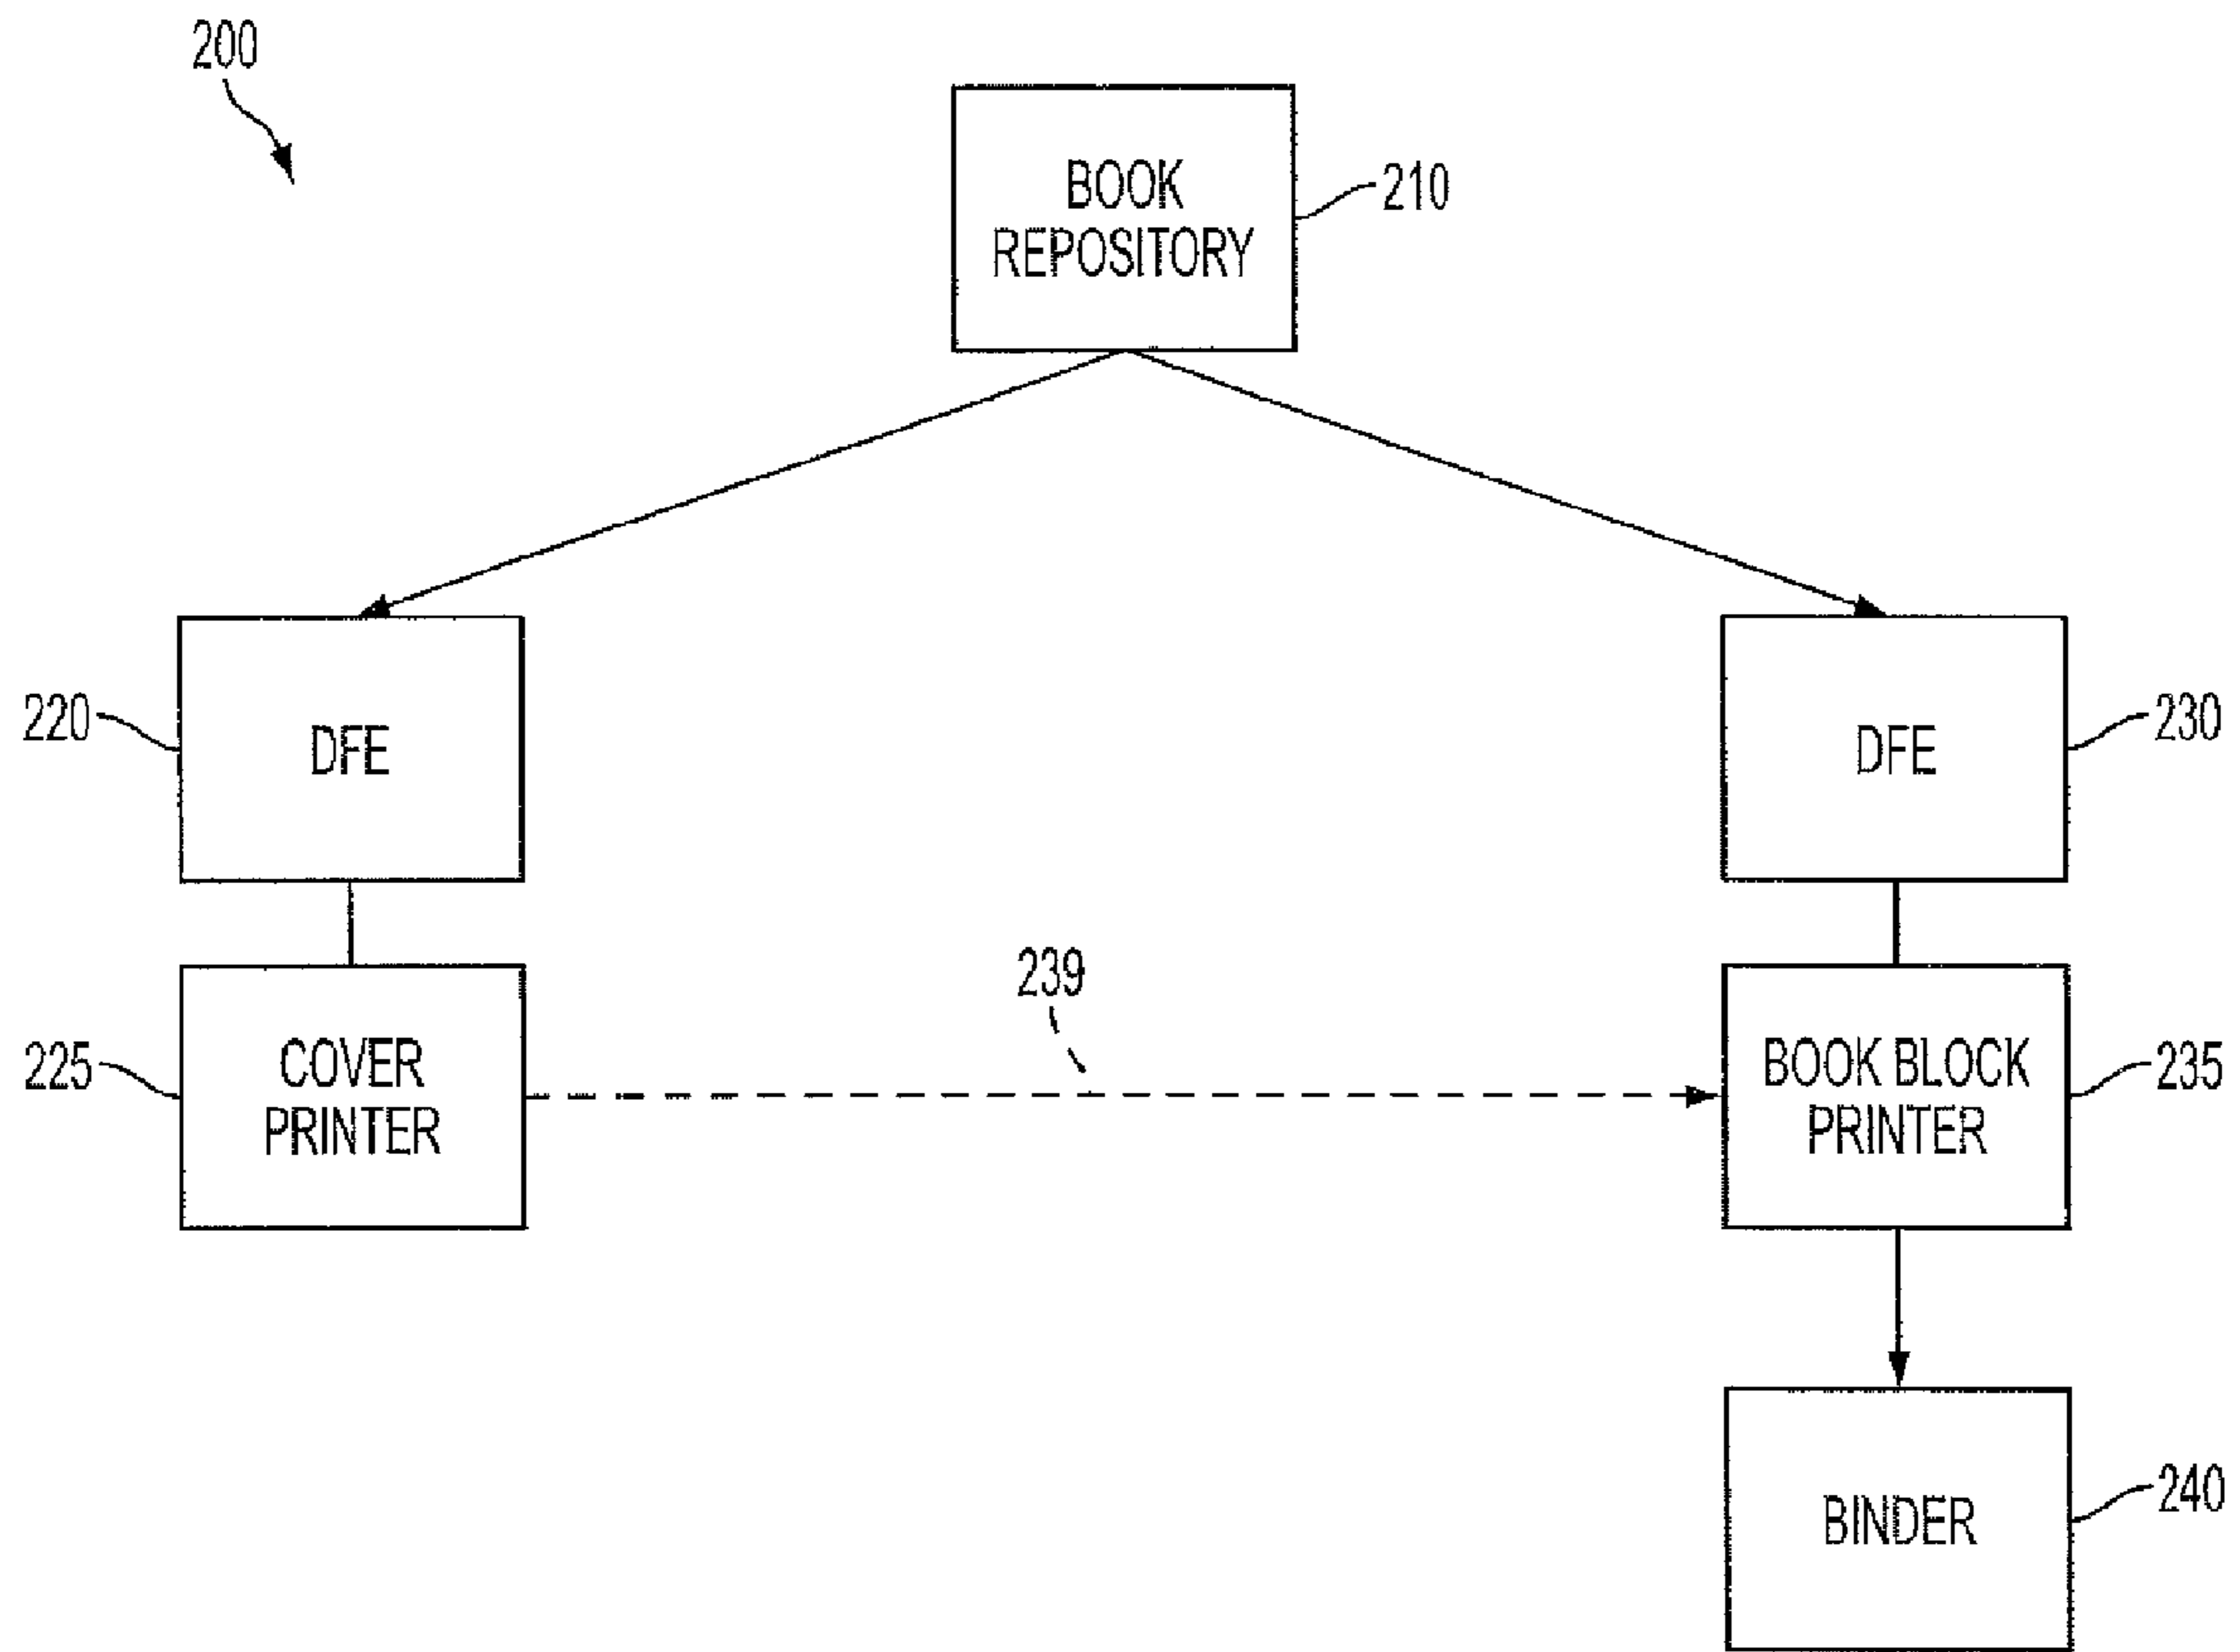 200
BOOK
REPOSITORY
210
220
DFE
DFE
230
225
COVER
PRINTER
239
BOOK BLOCK
PRINTER
235
BINDER
240